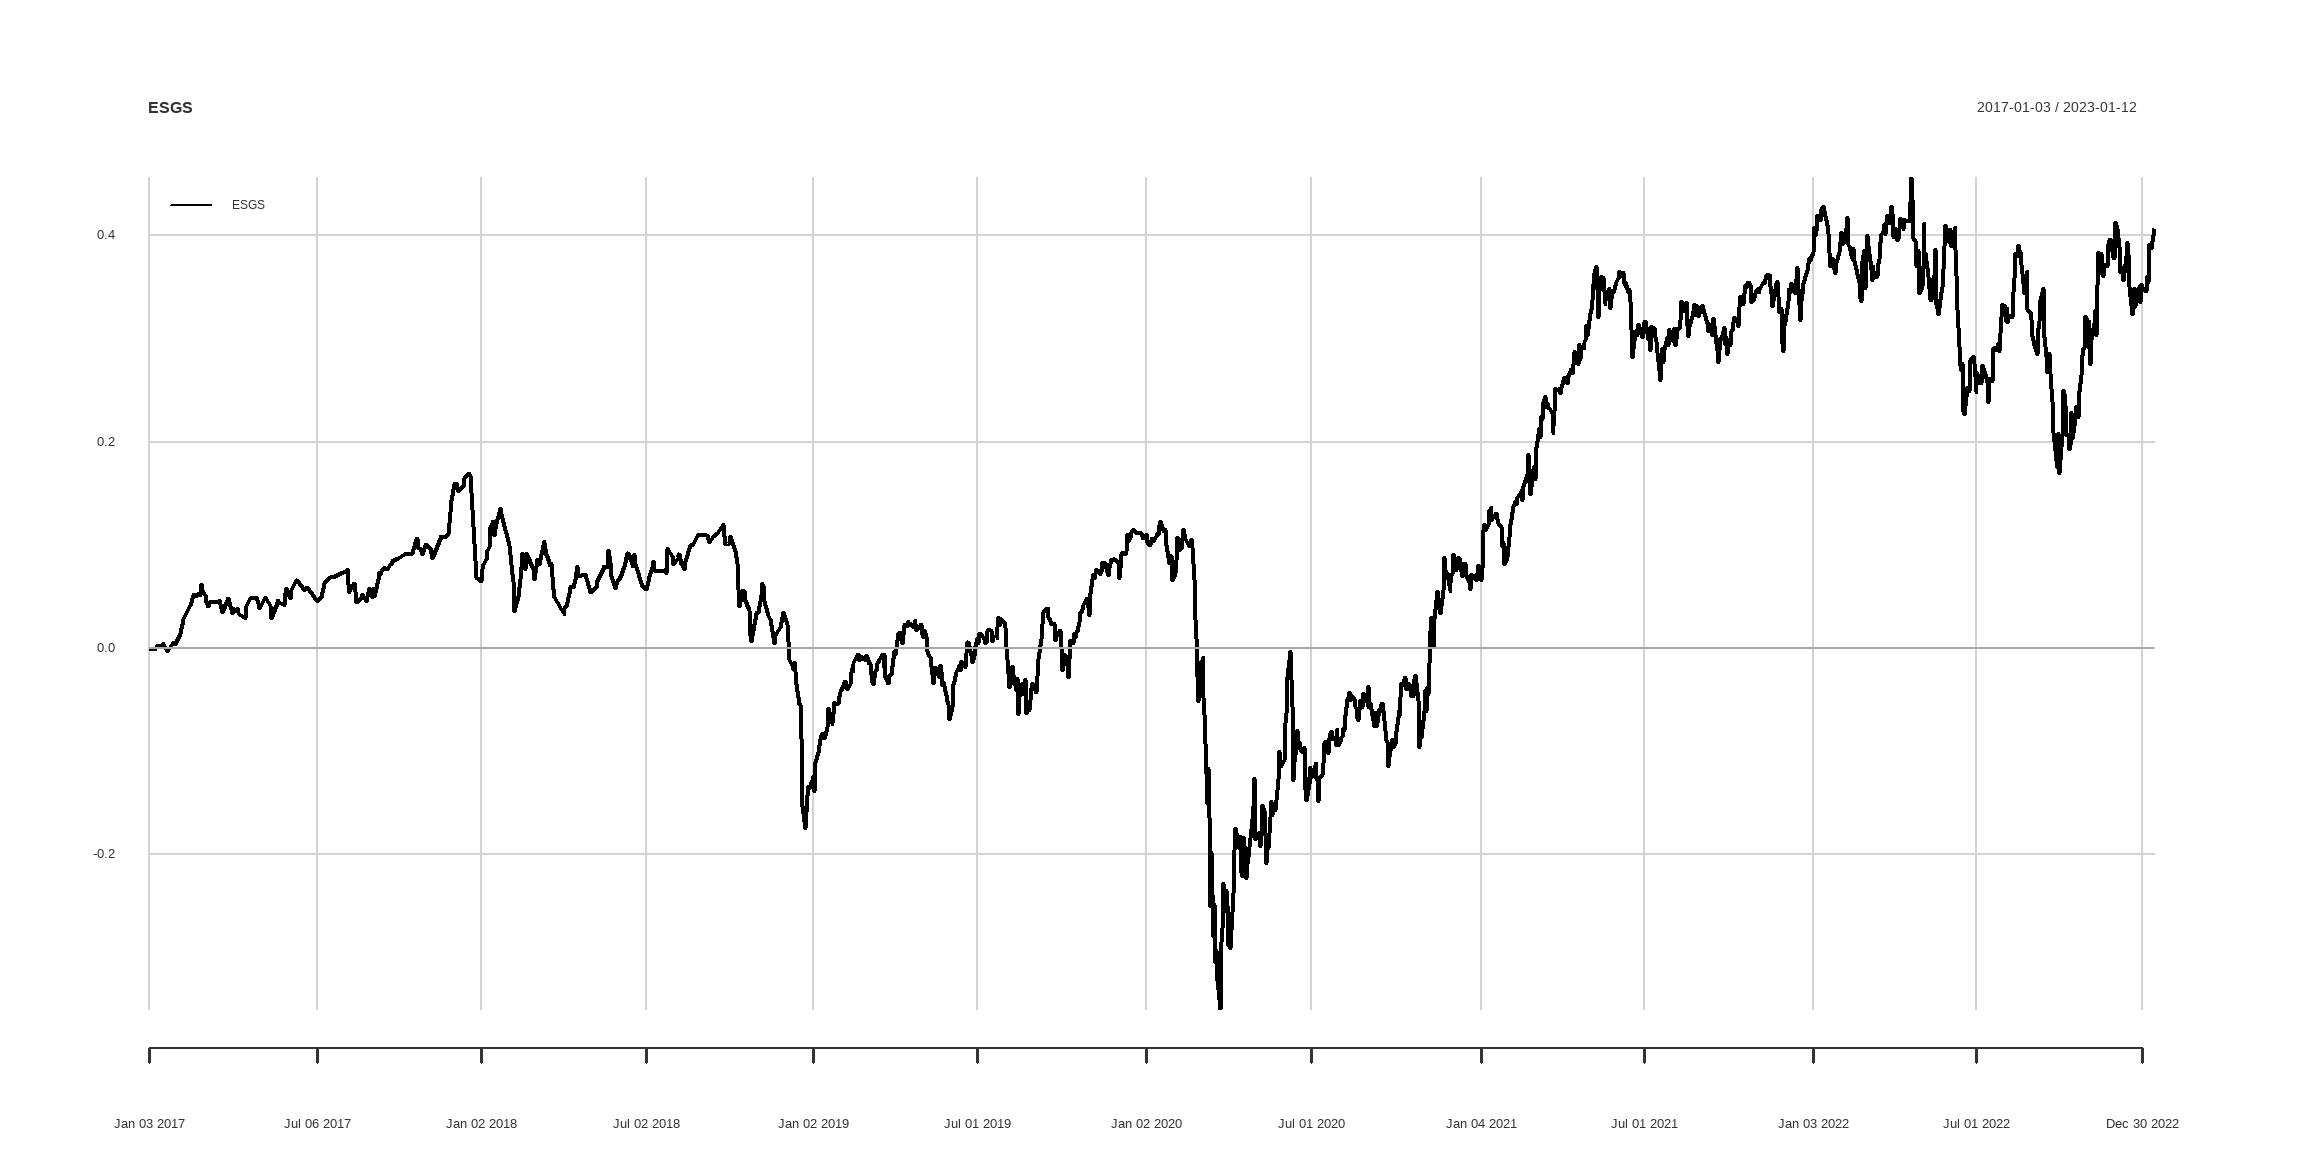 ESGS
2017-01-03 / 2023-01-12
ESGS
0.4
0.2
0.0
-0.2
Jan 03 2017
Jul 06 2017
Jan 02 2018
Jul 02 2018
Jan 02 2019
Jul 01 2019
Jan 02 2020
Jul 01 2020
Jan 04 2021
Jul 01 2021
Jan 03 2022
Jul 01 2022
Dec 30 2022